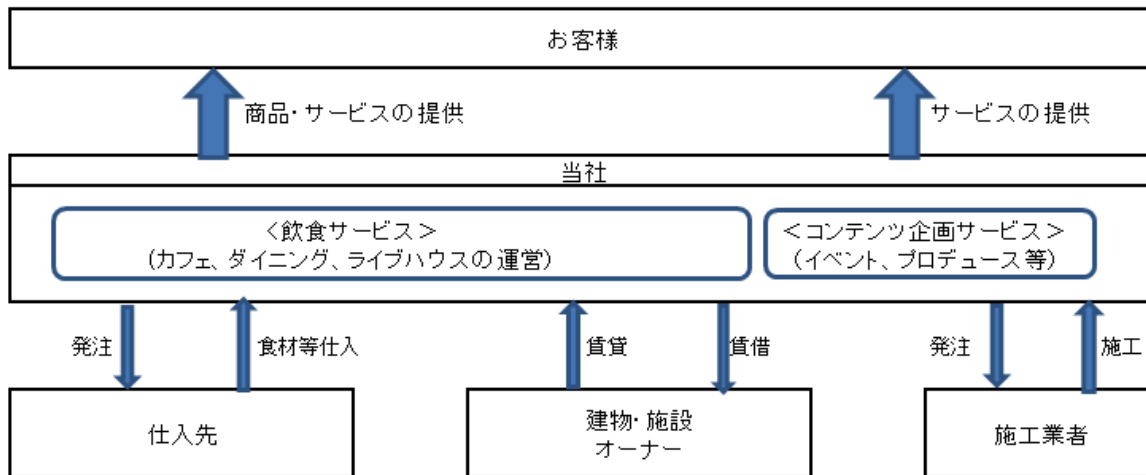 お客様
商品・サービスの提供
サービスの提供
当社
＜飲食サービス＞
(カフェ、ダイニング、ライブハウスの運営)
＜コンテンツ企画サービス＞
(イベント、プロデュース等)
発注
食材等仕入
賃貸
賃借
発注
施工
仕入先
建物・施設
オーナー
施工業者